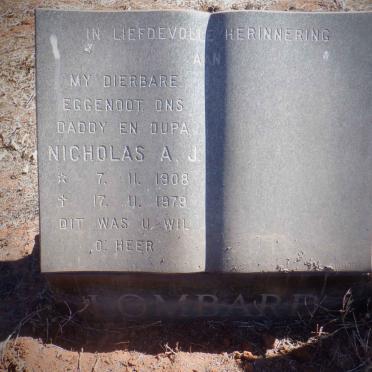 IN LIEFDEVOLLE HERINNERING
AAN
MY DIERBARE
EGGENOOT ONS
DADDY EN OUPA
NICHOLAS A. J.
* 7. 11. 1908
✝ 17. 11. 1979
DIT WAS U WIL
O HEER
LOMBARD